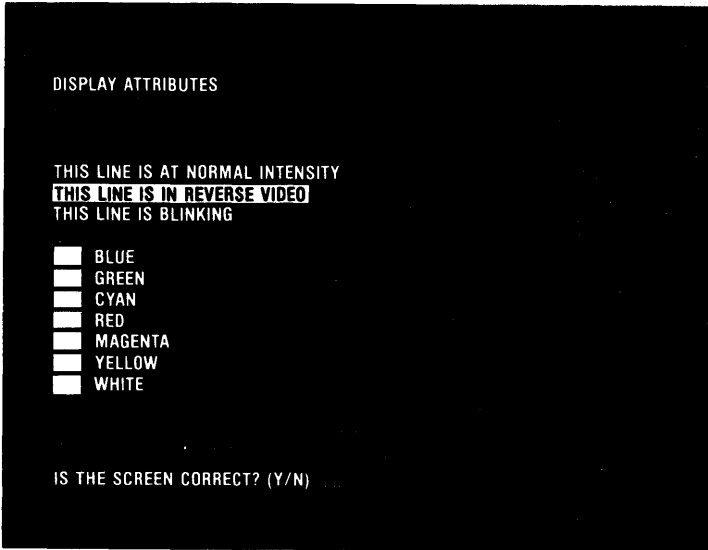 DISPLAY ATTRIBUTES
THIS LINE IS AT NORMAL INTENSITY
THIS LINE IS IN REVERSE VIDEO
THIS LINE IS BLINKING
BLUE
GREEN
CYAN
RED
MAGENTA
YELLOW
WHITE
IS THE SCREEN CORRECT? (Y/N)